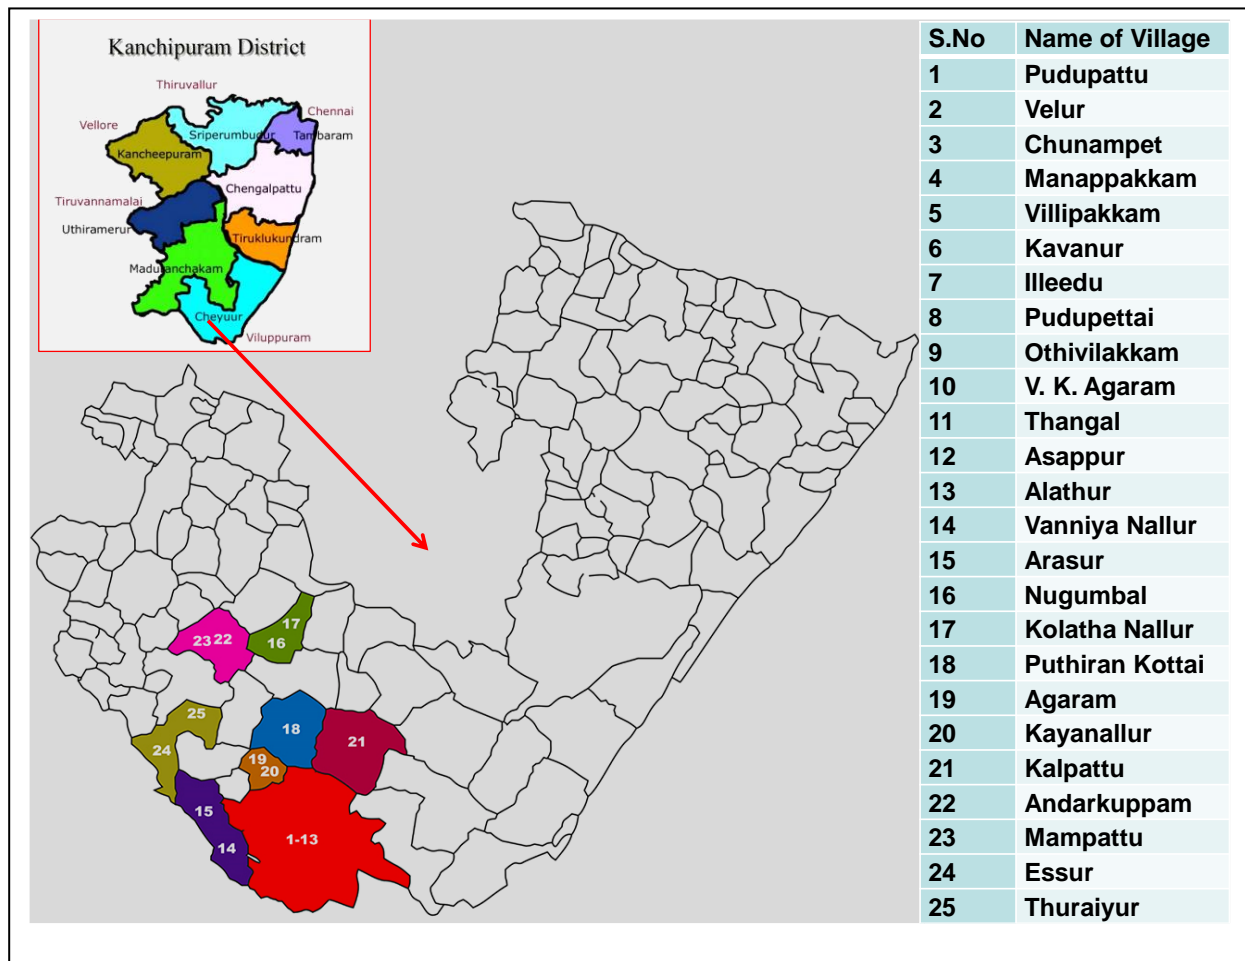 Kanchipuram District
Thiruvallur
Chennai
Vellore
Sriperumbudur
Tambaram
Kancheepuram
Chengalpattu
Tiruvannamalai
Uthiramerur
Tiruklukundram
Maduranchakam
Cheyuur
Viluppuram
S.No Name of Village
1 Pudupattu
2 Velur
3 Chunampet
4 Manappakkam
5 Villipakkam
6 Kavanur
7 Illeedu
8 Pudupettai
9 Othivilakkam
10 V. K. Agaram
11 Thangal
12 Asappur
13 Alathur
14 Vanniya Nallur
15 Arasur
16 Nugumbal
17 Kolatha Nallur
18 Puthiran Kottai
19 Agaram
20 Kayanallur
21 Kalpattu
22 Andarkuppam
23 Mampattu
24 Essur
25 Thuraiyur
17
23 22
16
25
18
21
24
19
20
15
1-13
14